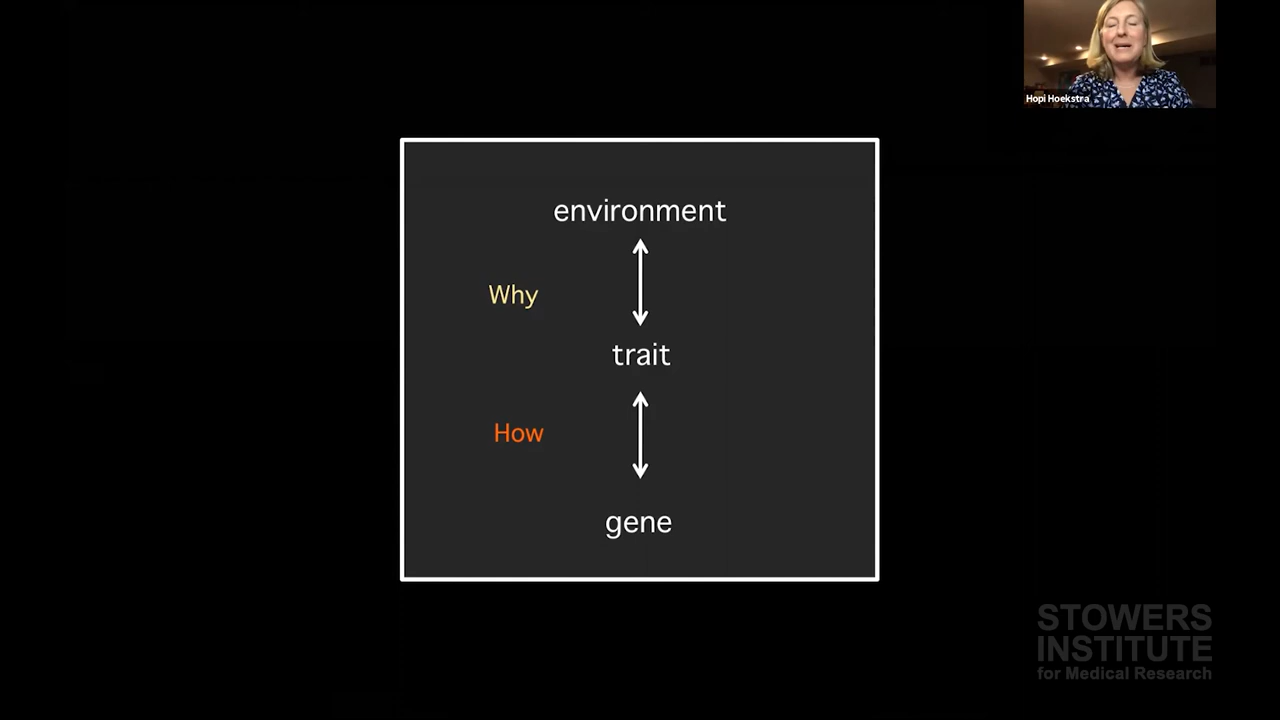 Hopi Hoekstra
environment
Why
trait
How
gene
STOWERS
INSTITUTE
for Medical Research